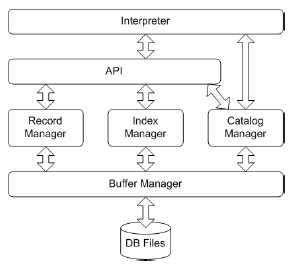 Interpreter
API
Record
Manager
Index
Manager
Catalog
Manager
Buffer Manager
DB Files